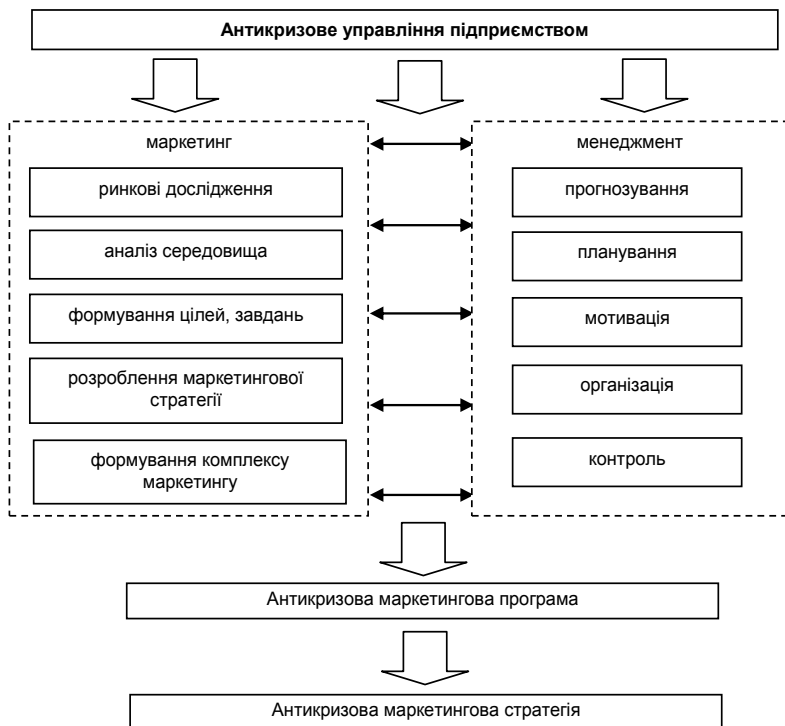 Антикризове управління підприємством
маркетинг
ринкові дослідження
аналіз середовища
формування цілей, завдань
розроблення маркетингової
стратегії
формування комплексу
маркетингу
менеджмент
прогнозування
планування
мотивація
організація
контроль
Антикризова маркетингова програма
Антикризова маркетингова стратегія